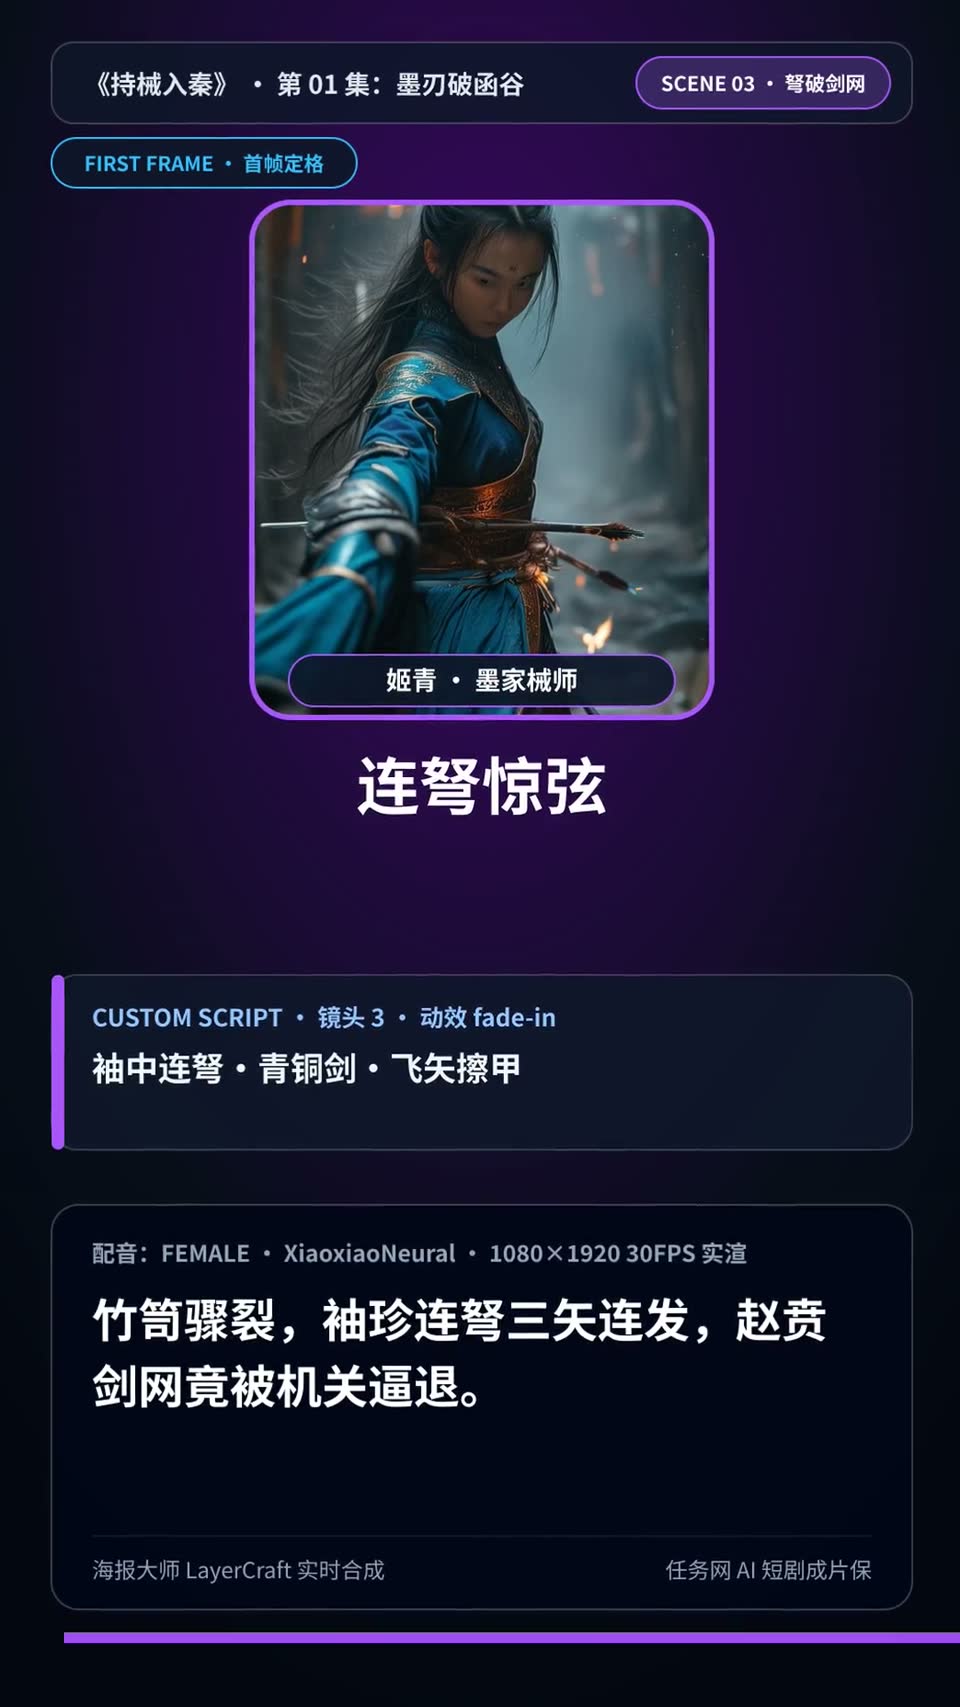 《持械入秦》 · 第 01 集：墨刃破函谷
SCENE 03 · 弩破剑网
FIRST FRAME · 首帧定格
姬青 · 墨家械师
连弩惊弦
CUSTOM SCRIPT · 镜头 3 · 动效 fade-in
袖中连弩·青铜剑·飞矢擦甲
配音：FEMALE · XiaoxiaoNeural · 1080×1920 30FPS 实渲
竹笥骤裂，袖珍连弩三矢连发，赵贲
剑网竟被机关逼退。
海报大师 LayerCraft 实时合成
任务网 AI 短剧成片保